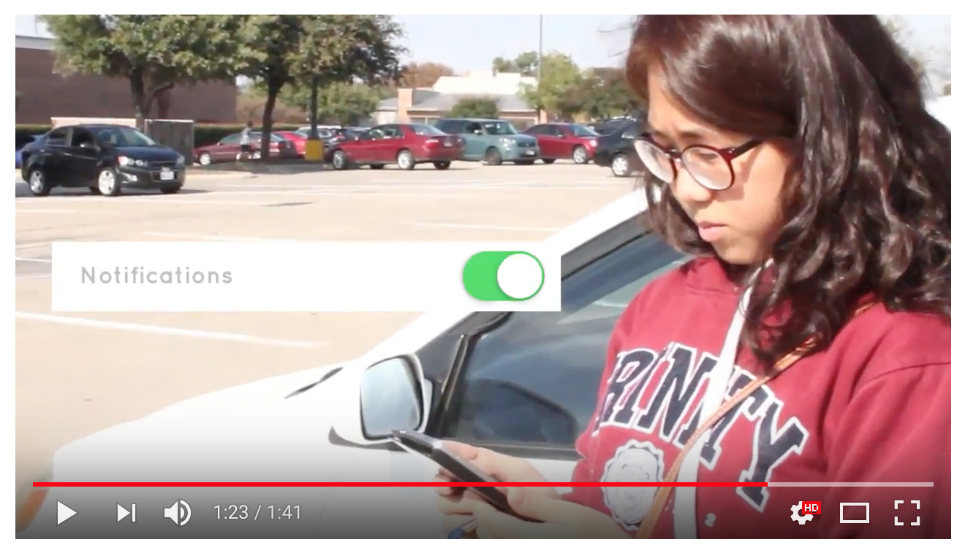 Notifications
TRINITY
1:23 / 1:41
HD